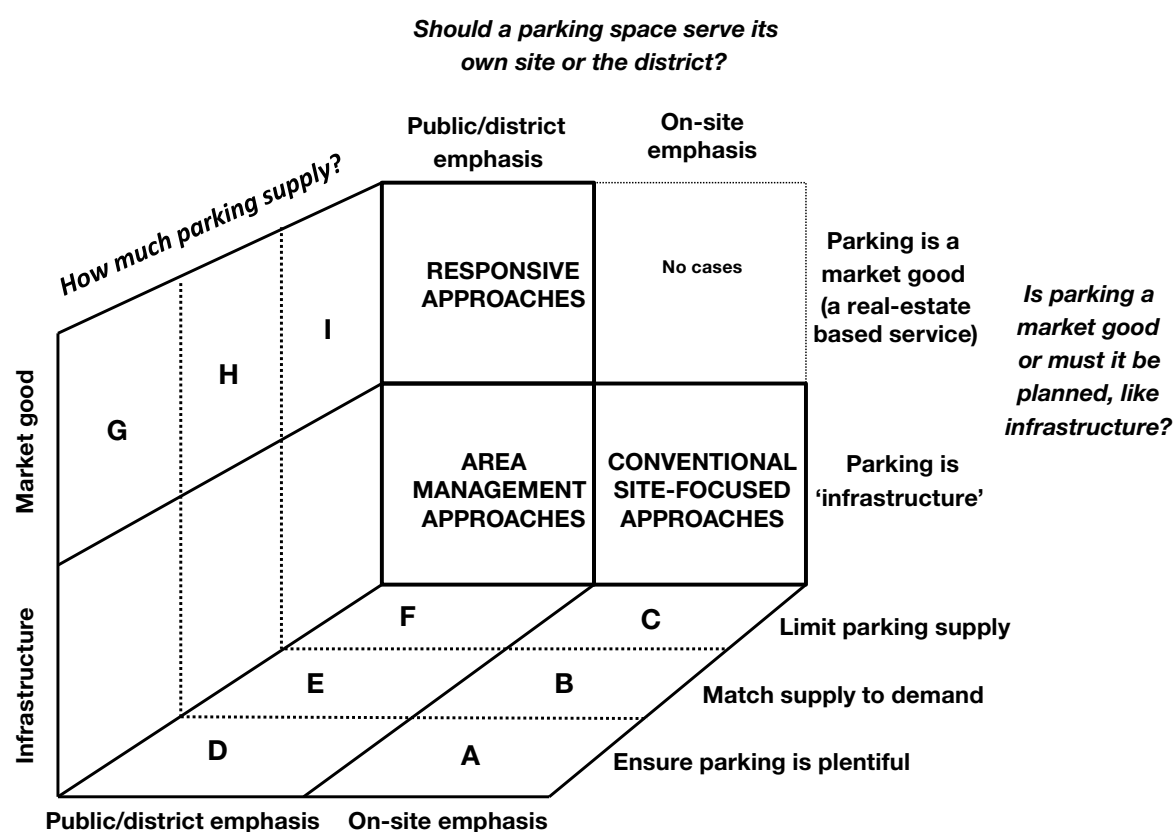 Should a parking space serve its
own site or the district?
Public/district
emphasis
On-site
emphasis
How much parking supply?
RESPONSIVE
APPROACHES
No cases
Parking is a
market good
(a real-estate
based service)
Is parking a
market good
or must it be
planned, like
infrastructure?
Market good
G
H
I
AREA
MANAGEMENT
APPROACHES
CONVENTIONAL
SITE-FOCUSED
APPROACHES
Parking is
‘infrastructure’
Infrastructure
F
C
Limit parking supply
E
B
Match supply to demand
D
A
Ensure parking is plentiful
Public/district emphasis
On-site emphasis